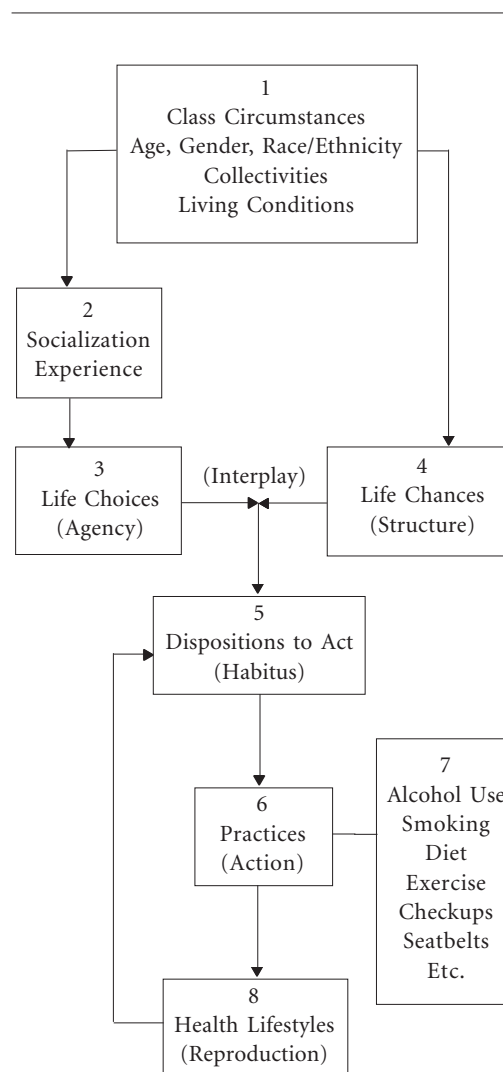 1
Class Circumstances
Age, Gender, Race/Ethnicity
Collectivities
Living Conditions
2
Socialization
Experience
3
Life Choices
(Agency)
(Interplay)
4
Life Chances
(Structure)
5
Dispositions to Act
(Habitus)
6
Practices
(Action)
7
Alcohol Use
Smoking
Diet
Exercise
Checkups
Seatbelts
Etc.
8
Health Lifestyles
(Reproduction)